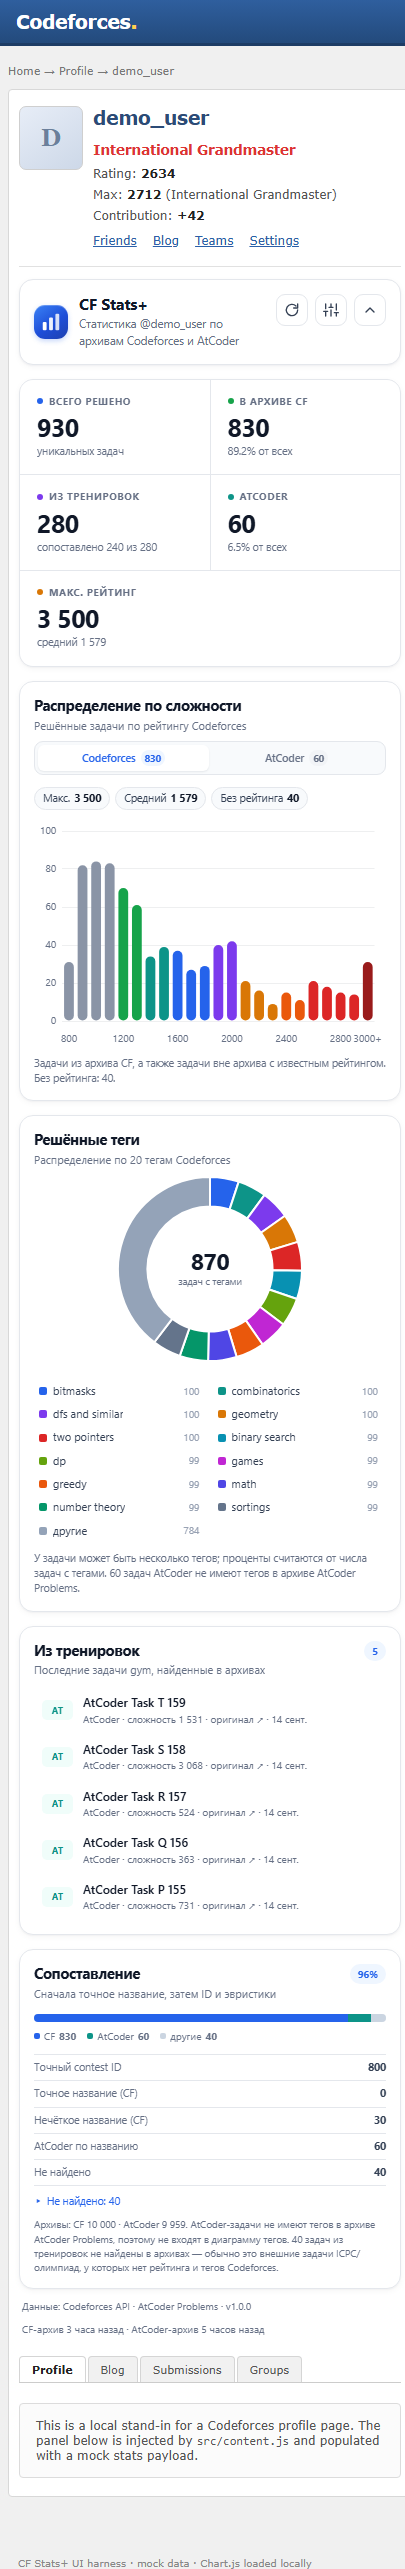 Codeforces.
Home → Profile → demo_user
D
demo_user
International Grandmaster
Rating: 2634
Max: 2712 (International Grandmaster)
Contribution: +42
Friends Blog Teams Settings
CF Stats+
Статистика @demo_user по
архивам Codeforces и AtCoder
ВСЕГО РЕШЕНО
930
уникальных задач
В АРХИВЕ CF
830
89.2% от всех
ИЗ ТРЕНИРОВОК
280
сопоставлено 240 из 280
ATCODER
60
6.5% от всех
МАКС. РЕЙТИНГ
3 500
средний 1 579
Распределение по сложности
Решённые задачи по рейтингу Codeforces
Codeforces 830 AtCoder 60
Макс. 3 500 Средний 1 579 Без рейтинга 40
100
80
60
40
20
0
800 1200 1600 2000 2400 2800 3000+
Задачи из архива CF, а также задачи вне архива с известным рейтингом.
Без рейтинга: 40.
Решённые теги
Распределение по 20 тегам Codeforces
870
задач с тегами
bitmasks 100 combinatorics 100
dfs and similar 100 geometry 100
two pointers 100 binary search 99
dp 99 games 99
greedy 99 math 99
number theory 99 sortings 99
другие 784
У задачи может быть несколько тегов; проценты считаются от числа
задач с тегами. 60 задач AtCoder не имеют тегов в архиве AtCoder
Problems.
Из тренировок 5
Последние задачи gym, найденные в архивах
AT AtCoder Task T 159
AtCoder · сложность 1 531 · оригинал ↗ · 14 сент.
AT AtCoder Task S 158
AtCoder · сложность 3 068 · оригинал ↗ · 14 сент.
AT AtCoder Task R 157
AtCoder · сложность 524 · оригинал ↗ · 14 сент.
AT AtCoder Task Q 156
AtCoder · сложность 363 · оригинал ↗ · 14 сент.
AT AtCoder Task P 155
AtCoder · сложность 731 · оригинал ↗ · 14 сент.
Сопоставление 96%
Сначала точное название, затем ID и эвристики
CF 830 AtCoder 60 другие 40
Точный contest ID 800
Точное название (CF) 0
Нечёткое название (CF) 30
AtCoder по названию 60
Не найдено 40
‣ Не найдено: 40
Архивы: CF 10 000 · AtCoder 9 959. AtCoder-задачи не имеют тегов в архиве
AtCoder Problems, поэтому не входят в диаграмму тегов. 40 задач из
тренировок не найдены в архивах — обычно это внешние задачи ICPC/
олимпиад, у которых нет рейтинга и тегов Codeforces.
Данные: Codeforces API · AtCoder Problems · v1.0.0
CF-архив 3 часа назад · AtCoder-архив 5 часов назад
Profile Blog Submissions Groups
This is a local stand-in for a Codeforces profile page. The
panel below is injected by src/content.js and populated
with a mock stats payload.
CF Stats+ UI harness • mock data • Chart.js loaded locally